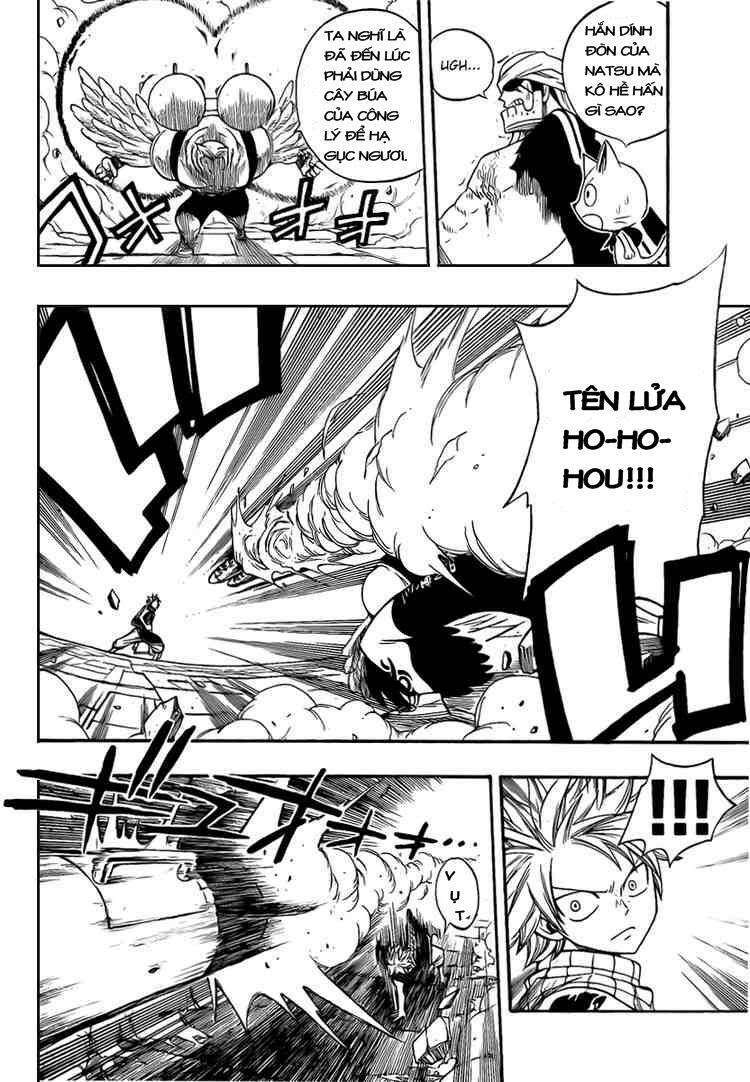 HẮN DÍNH
ĐÒN CỦA
NATSU MÀ
KÔ HỀ HẤN
GÌ SAO?
UGH...
TA NGHĨ LÀ
ĐÃ ĐẾN LÚC
PHẢI DÙNG
CÂY BÚA
CỦA CÔNG
LÝ ĐỂ HẠ
GỤC NGƯƠI.
TÊN LỬA
HO-HO-
HOU!!!
!!!
VỤT